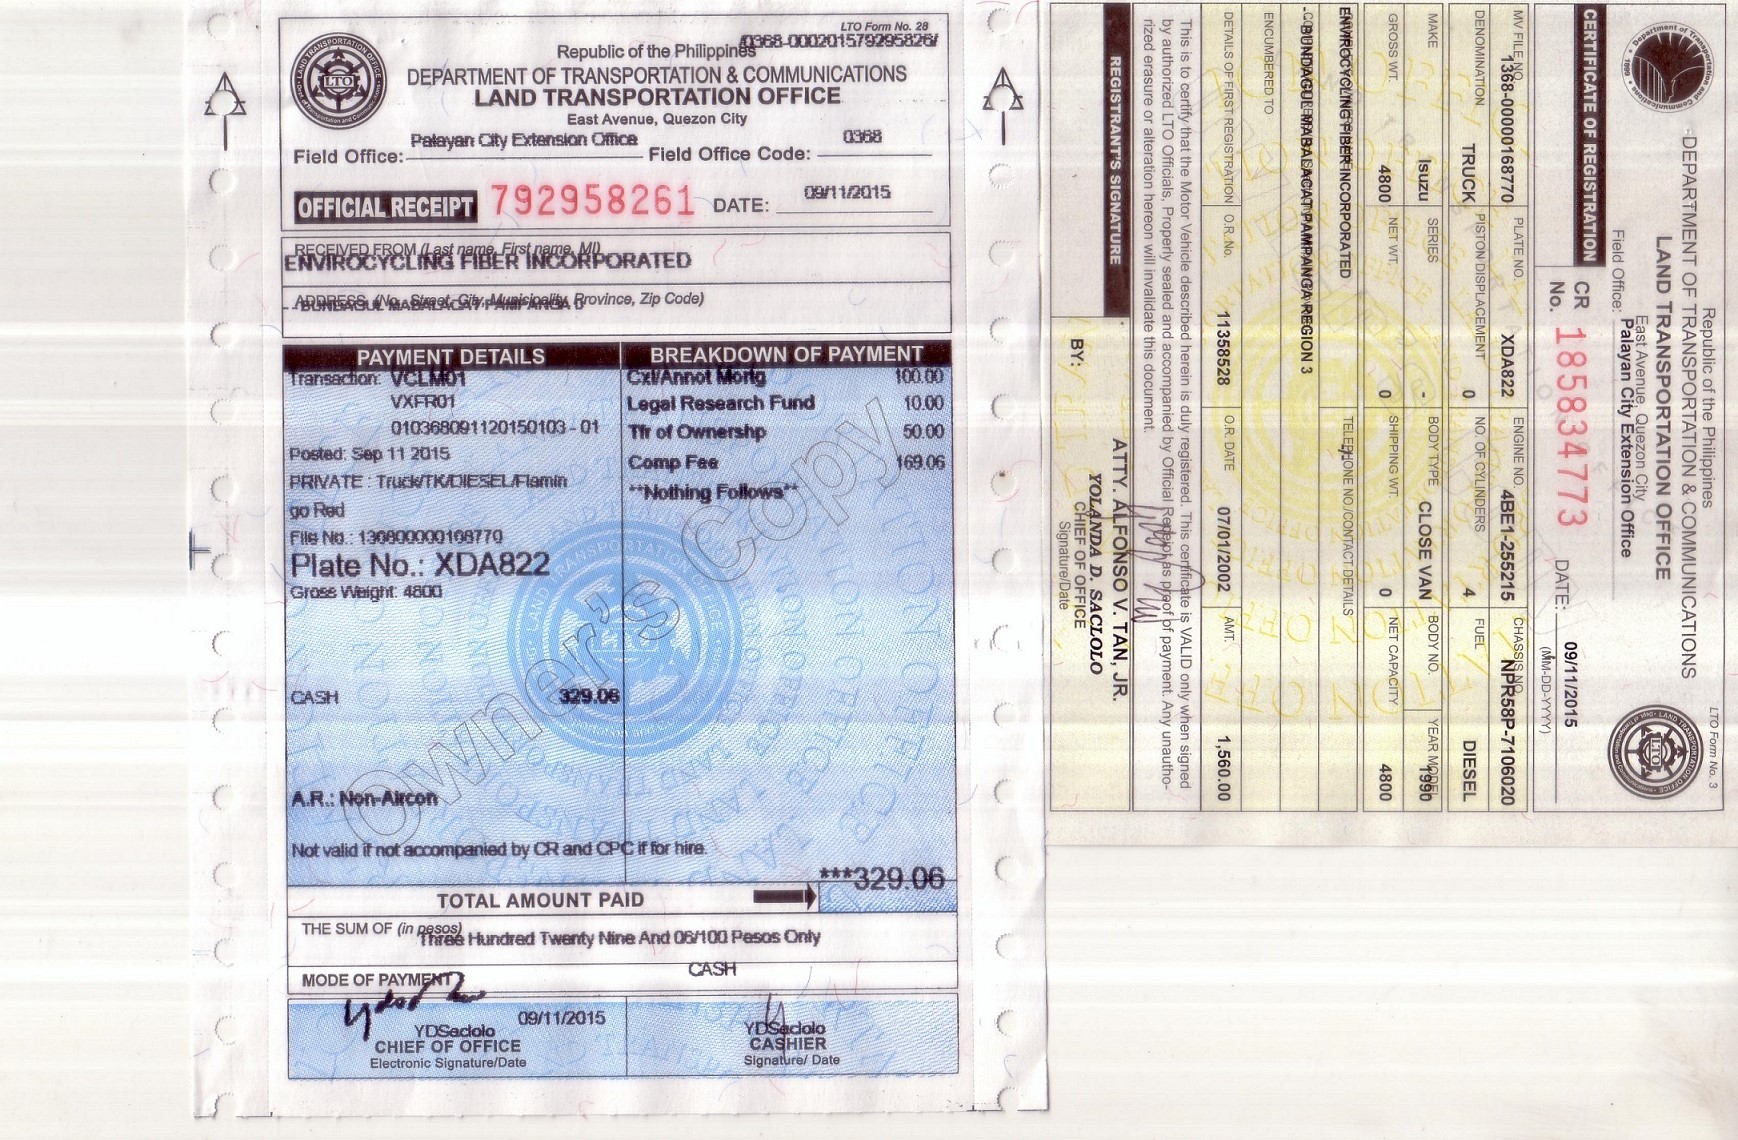 LTO Form No. 28
0368-000201579295826/
Republic of the Philippines
DEPARTMENT OF TRANSPORTATION & COMMUNICATIONS
LAND TRANSPORTATION OFFICE
East Avenue, Quezon City
Field Office: Palayan City Extension Office Field Office Code: 0368
OFFICIAL RECEIPT 792958261 DATE: 09/11/2015
RECEIVED FROM (Last name, First name, MI)
ENVIROCYCLING FIBER INCORPORATED
ADDRESS (No., Street, City, Municipality, Province, Zip Code)
- BUNDAGUL MABALACAT PAMPANGA 0
PAYMENT DETAILS BREAKDOWN OF PAYMENT
Transaction: VCLM01 Cxl/Annot Mortg 100.00
VXFR01 Legal Research Fund 10.00
010368091120150103 - 01 Tfr of Ownershp 50.00
Posted: Sep 11 2015 Comp Fee 169.06
PRIVATE : Truck/TK/DIESEL/Flamin **Nothing Follows**
go Red
File No.: 136800000168770
Plate No.: XDA822
Gross Weight: 4800
CASH 329.06
A.R.: Non-Aircon
Not valid if not accompanied by CR and CPC if for hire.
Owner's Copy
***329.06
TOTAL AMOUNT PAID
THE SUM OF (in pesos)
Three Hundred Twenty Nine And 06/100 Pesos Only
MODE OF PAYMENT CASH
09/11/2015
YDSaclolo YDSaclolo
CHIEF OF OFFICE CASHIER
Electronic Signature/Date Signature/ Date
LTO Form No. 3
Republic of the Philippines
DEPARTMENT OF TRANSPORTATION & COMMUNICATIONS
LAND TRANSPORTATION OFFICE
East Avenue, Quezon City
Field Office: Palayan City Extension Office
CERTIFICATE OF REGISTRATION CR No. 185834773 DATE: 09/11/2015
(MM-DD-YYYY)
MV FILE NO. PLATE NO. ENGINE NO. CHASSIS NO.
1368-00000168770 XDA822 4BE1-255215 NPR58P-7106020
DENOMINATION PISTON DISPLACEMENT NO. OF CYLINDERS FUEL
TRUCK 0 4 DIESEL
MAKE SERIES BODY TYPE BODY NO. YEAR MODEL
Isuzu - CLOSE VAN 1990
GROSS WT. NET WT. SHIPPING WT. NET CAPACITY
4800 0 0 4800
ENVIROCYCLING FIBER INCORPORATED TELEPHONE NO./CONTACT DETAILS
- BUNDAGUL MABALACAT PAMPANGA REGION 3
ENCUMBERED TO
DETAILS OF FIRST REGISTRATION O.R. No. O.R. DATE AMT.
11358528 07/01/2002 1,560.00
This is to certify that the Motor Vehicle described herein is duly registered. This certificate is VALID only when signed
by authorized LTO Officials, Properly sealed and accompanied by Official Receipt as proof of payment. Any unautho-
rized erasure or alteration hereon will invalidate this document.
REGISTRANT'S SIGNATURE BY: ATTY. ALFONSO V. TAN, JR.
YOLANDA D. SACLOLO
CHIEF OF OFFICE
Signature/Date